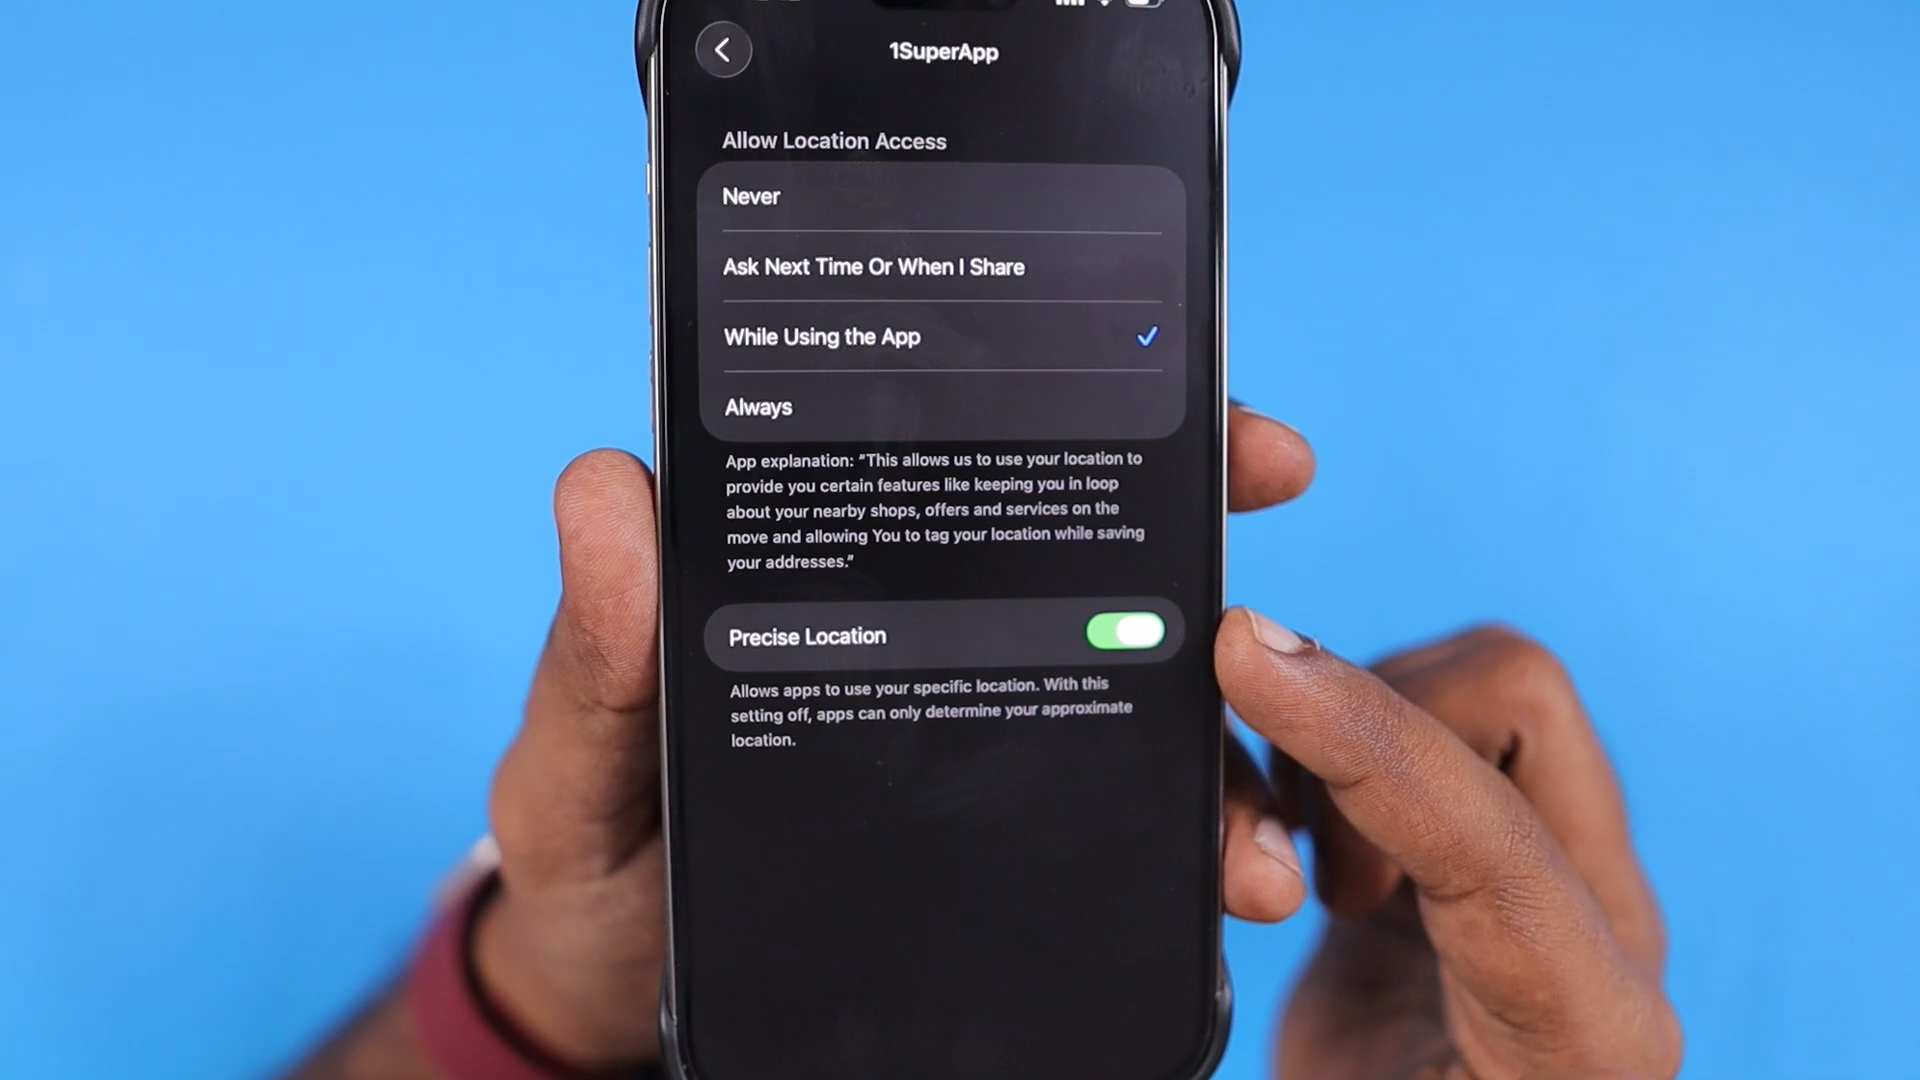 1SuperApp
Allow Location Access
Never
Ask Next Time Or When I Share
While Using the App
Always
App explanation: “This allows us to use your location to
provide you certain features like keeping you in loop
about your nearby shops, offers and services on the
move and allowing You to tag your location while saving
your addresses.”
Precise Location
Allows apps to use your specific location. With this
setting off, apps can only determine your approximate
location.